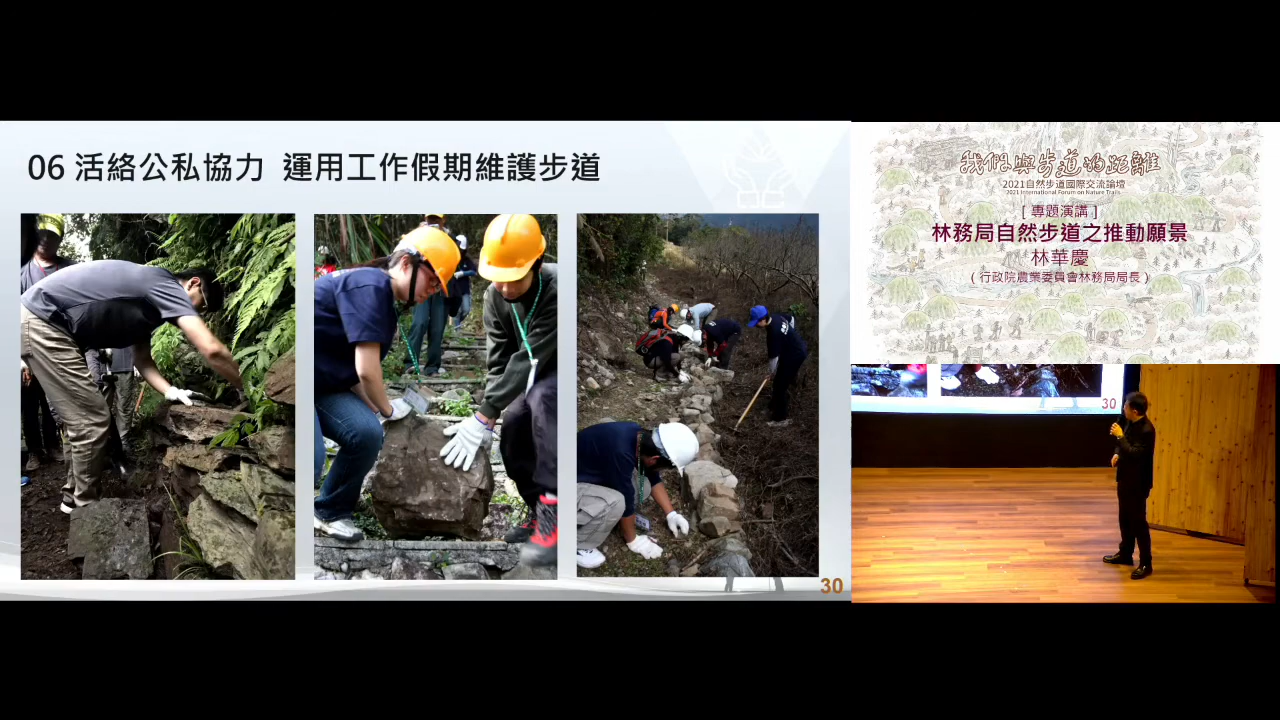 06 活絡公私協力 運用工作假期維護步道
30
我們與步道的距離
2021自然步道國際交流論壇
2021 International Forum on Nature Trails
[ 專題演講 ]
林務局自然步道之推動願景
林華慶
( 行政院農業委員會林務局局長 )
30